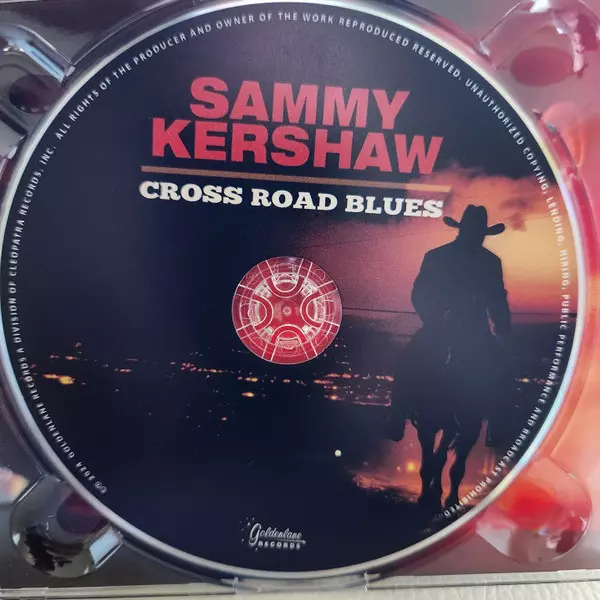 ℗© 2024 GOLDENLANE RECORDS A DIVISION OF CLEOPATRA RECORDS, INC. ALL RIGHTS OF THE PRODUCER AND OWNER OF THE WORK REPRODUCED RESERVED. UNAUTHORIZED COPYING, LENDING, HIRING, PUBLIC PERFORMANCE AND BROADCAST PROHIBITED
SAMMY
KERSHAW
CROSS ROAD BLUES
Goldenlane
RECORDS